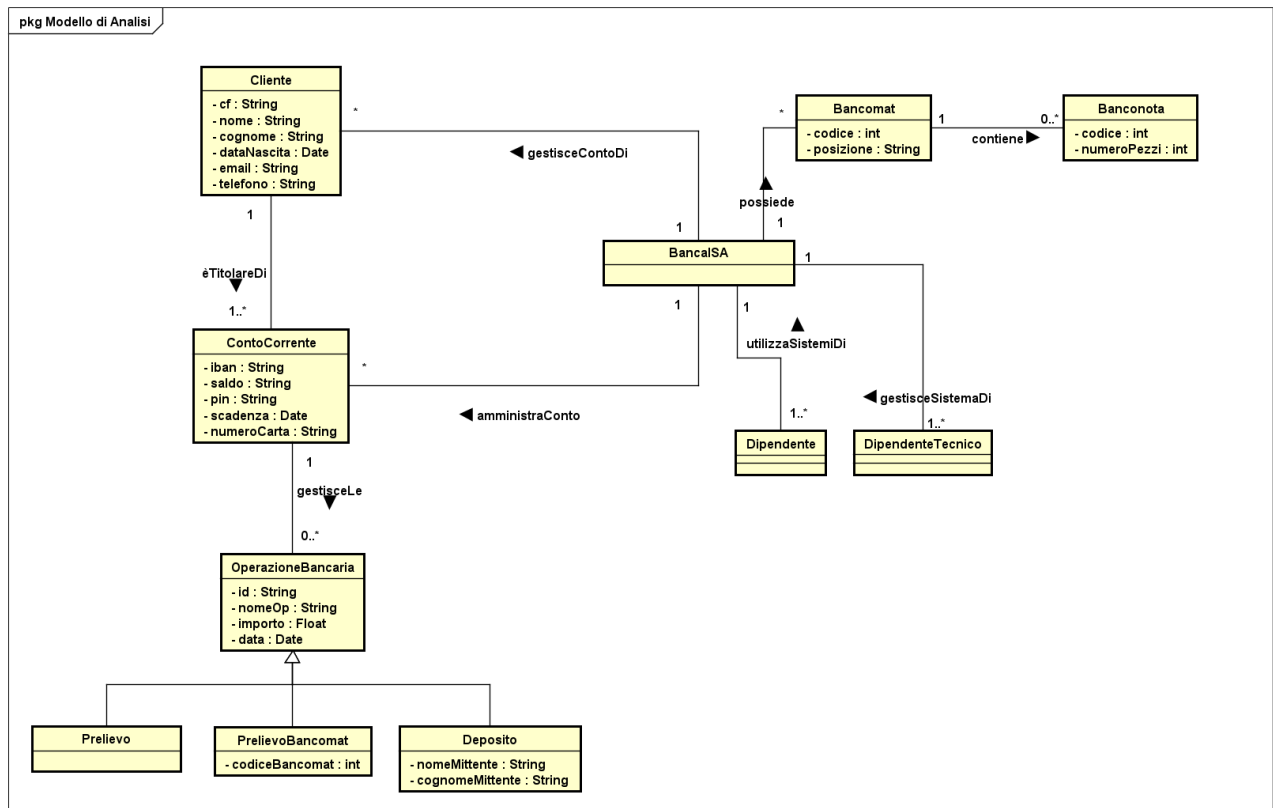 pkg Modello di Analisi
Cliente
- cf : String
- nome : String
- cognome : String
- dataNascita : Date
- email : String
- telefono : String
*
gestisceContoDi
1
Bancomat
- codice : int
- posizione : String
*
1
contiene
0..*
Banconota
- codice : int
- numeroPezzi : int
possiede
1
BancaISA
1
1
èTitolareDi
1..*
ContoCorrente
- iban : String
- saldo : String
- pin : String
- scadenza : Date
- numeroCarta : String
*
amministraConto
1
1
utilizzaSistemiDi
1..*
Dipendente
gestisceSistemaDi
1..*
DipendenteTecnico
1
gestisceLe
0..*
OperazioneBancaria
- id : String
- nomeOp : String
- importo : Float
- data : Date
Prelievo
PrelievoBancomat
- codiceBancomat : int
Deposito
- nomeMittente : String
- cognomeMittente : String